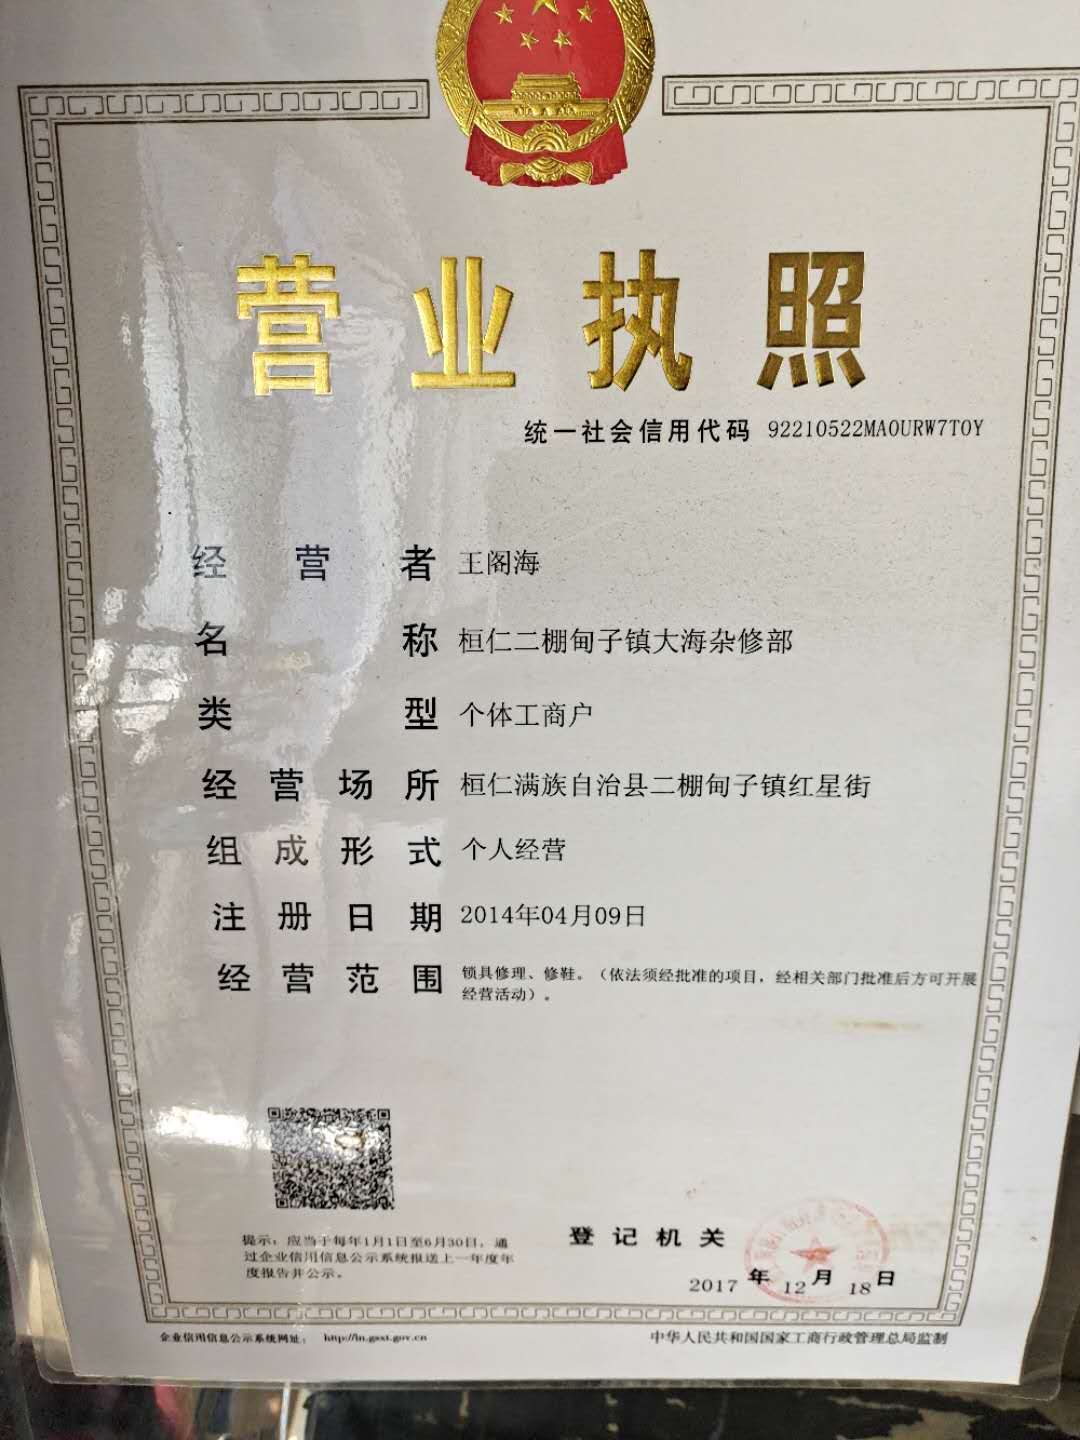 营业执照
统一社会信用代码 92210522MA0URW7T0Y
经营者 王阁海
名称 桓仁二棚甸子镇大海杂修部
类型 个体工商户
经营场所 桓仁满族自治县二棚甸子镇红星街
组成形式 个人经营
注册日期 2014年04月09日
经营范围 锁具修理、修鞋。（依法须经批准的项目，经相关部门批准后方可开展
经营活动）。
提示：应当于每年1月1日至6月30日，通
过企业信用信息公示系统报送上一年度年
度报告并公示。
登记机关
2017 年 12 月 18 日
企业信用信息公示系统网址： http://ln.gsxt.gov.cn
中华人民共和国国家工商行政管理总局监制